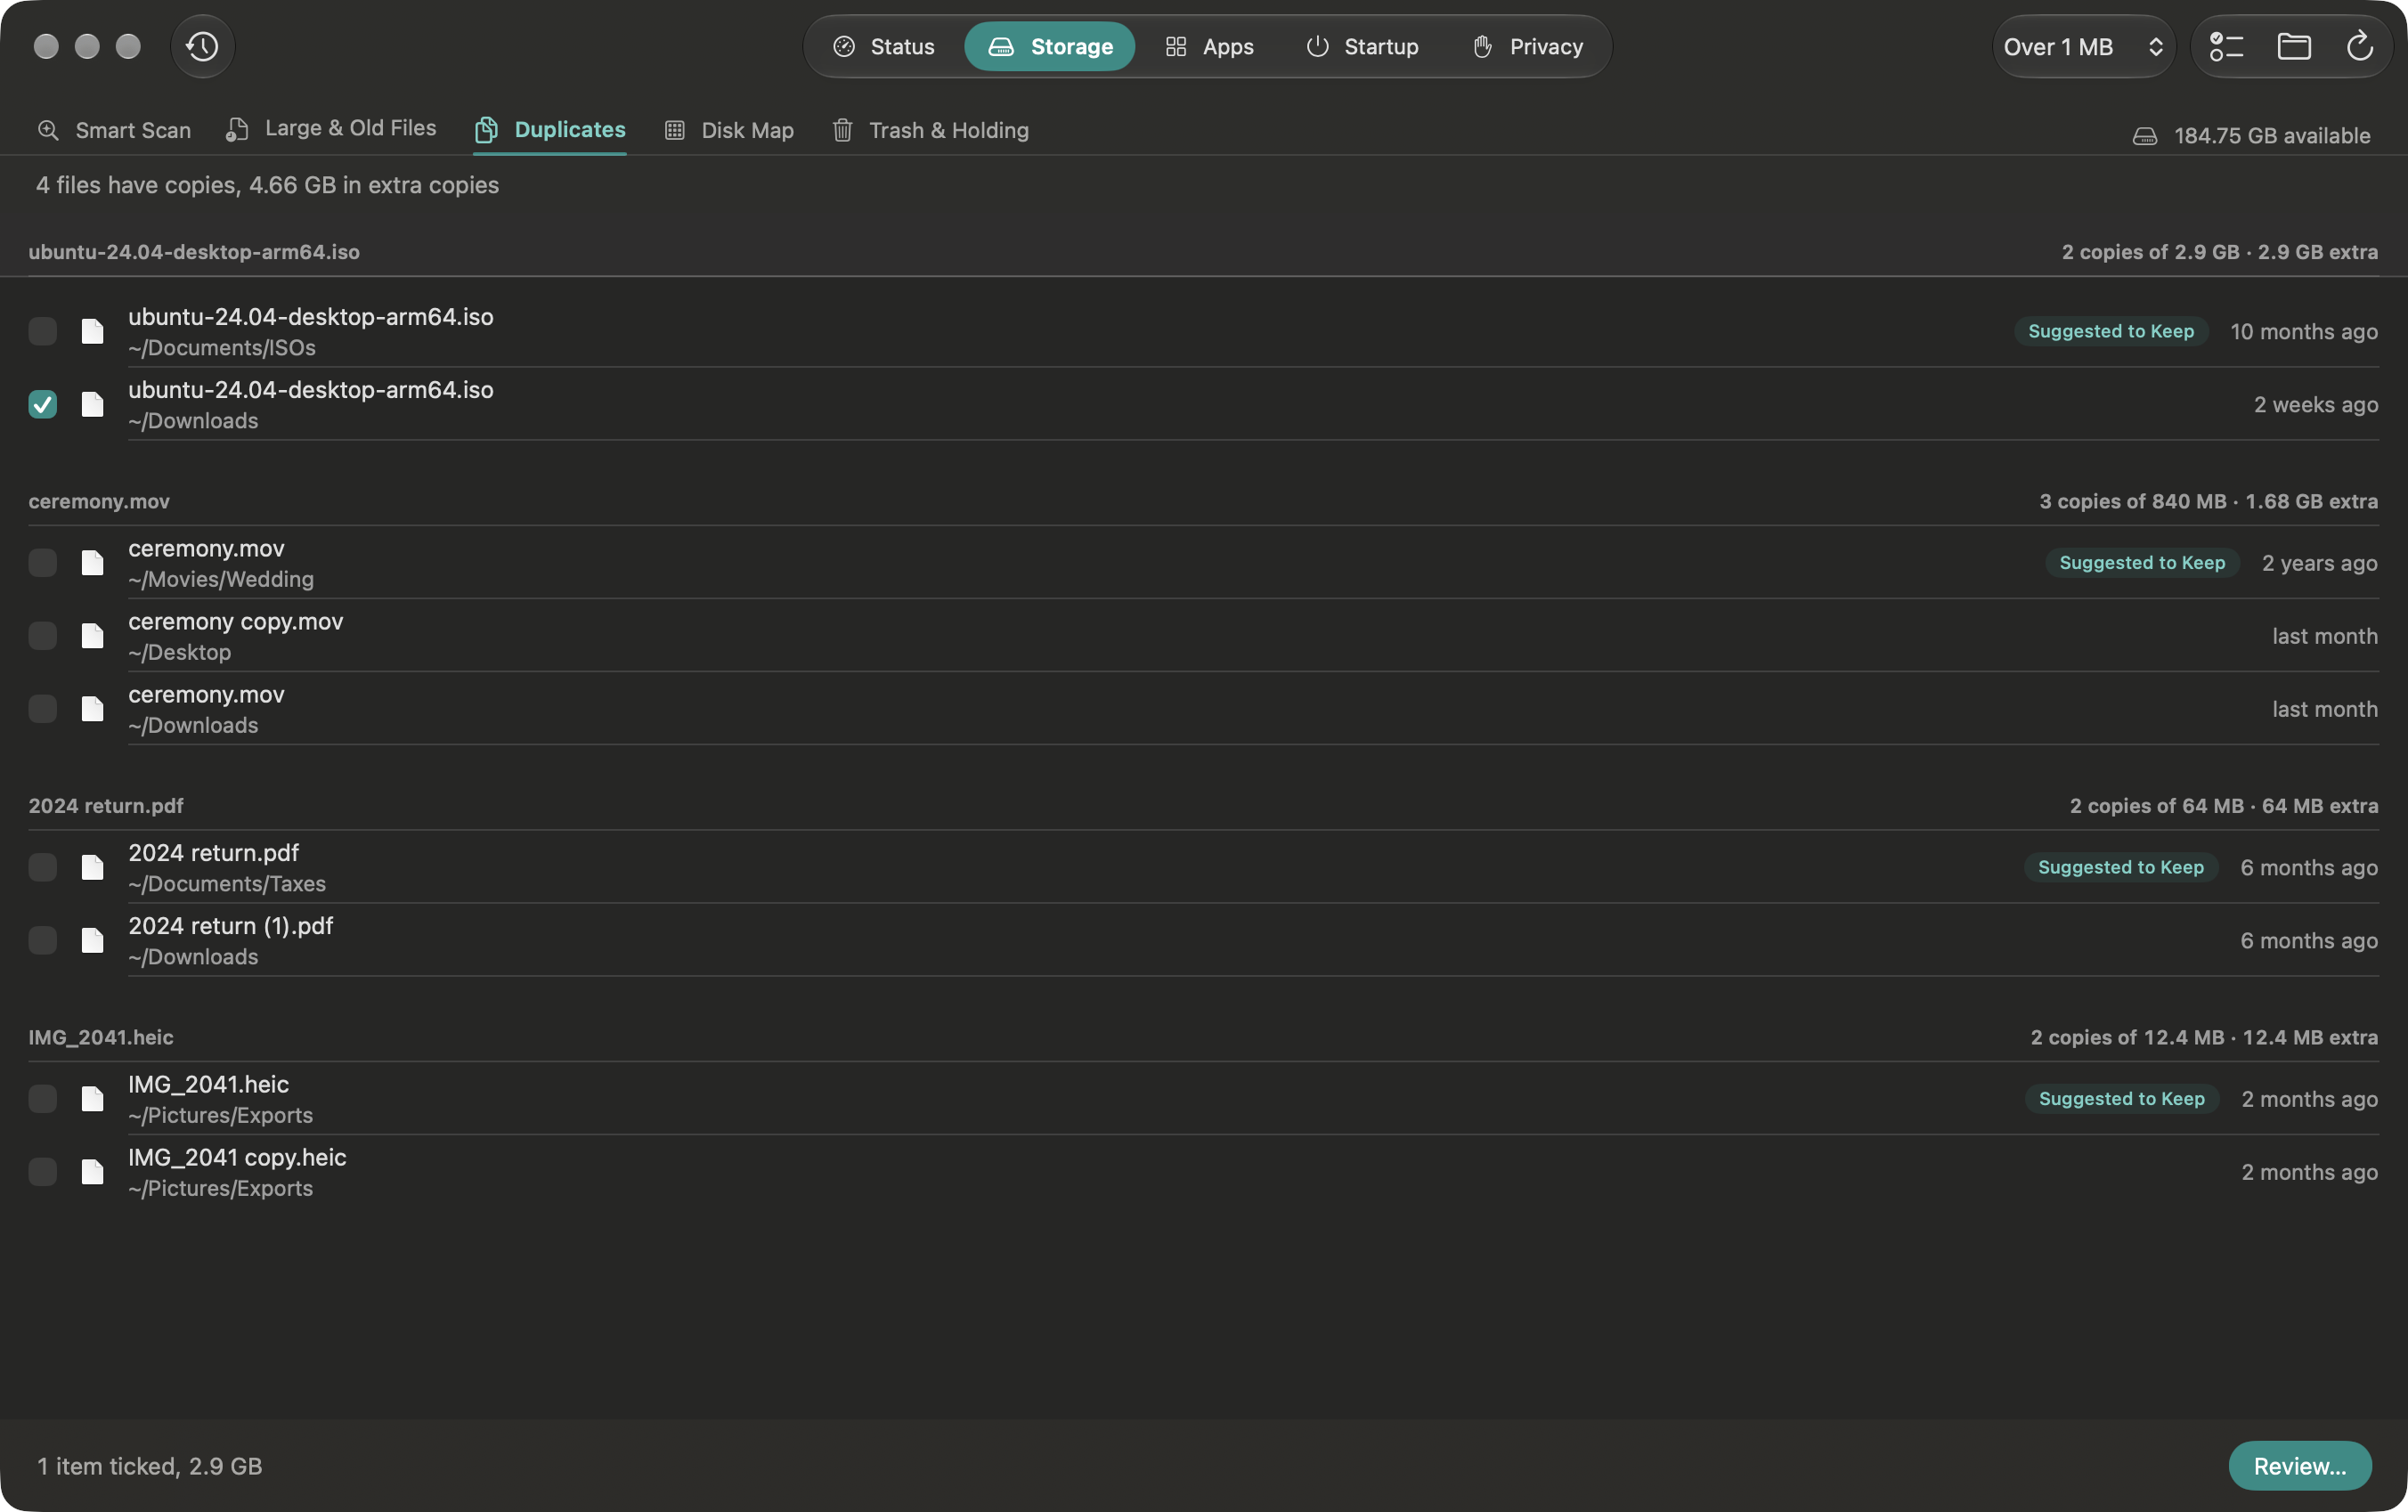 Status
Storage
Apps
Startup
Privacy
Over 1 MB
Smart Scan
Large & Old Files
Duplicates
Disk Map
Trash & Holding
184.75 GB available
4 files have copies, 4.66 GB in extra copies
ubuntu-24.04-desktop-arm64.iso
2 copies of 2.9 GB · 2.9 GB extra
ubuntu-24.04-desktop-arm64.iso
~/Documents/ISOs
Suggested to Keep
10 months ago
ubuntu-24.04-desktop-arm64.iso
~/Downloads
2 weeks ago
ceremony.mov
3 copies of 840 MB · 1.68 GB extra
ceremony.mov
~/Movies/Wedding
Suggested to Keep
2 years ago
ceremony copy.mov
~/Desktop
last month
ceremony.mov
~/Downloads
last month
2024 return.pdf
2 copies of 64 MB · 64 MB extra
2024 return.pdf
~/Documents/Taxes
Suggested to Keep
6 months ago
2024 return (1).pdf
~/Downloads
6 months ago
IMG_2041.heic
2 copies of 12.4 MB · 12.4 MB extra
IMG_2041.heic
~/Pictures/Exports
Suggested to Keep
2 months ago
IMG_2041 copy.heic
~/Pictures/Exports
2 months ago
1 item ticked, 2.9 GB
Review...